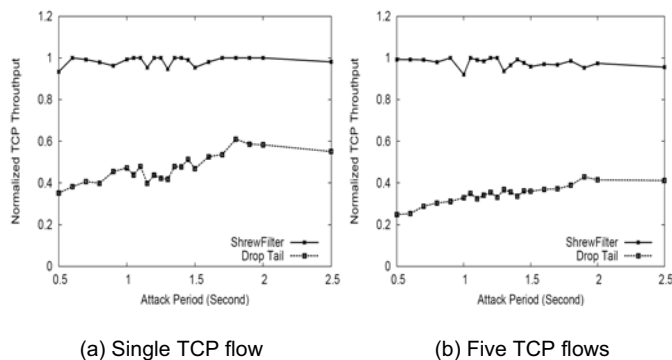 1.2
1
0.8
0.6
0.4
0.2
0
Normalized TCP Throuthput
ShrewFilter
Drop Tail
0.5 1 1.5 2 2.5
Attack Period (Second)
(a) Single TCP flow
1.2
1
0.8
0.6
0.4
0.2
0
Normalized TCP Throuthput
ShrewFilter
Drop Tail
0.5 1 1.5 2 2.5
Attack Period (Second)
(b) Five TCP flows